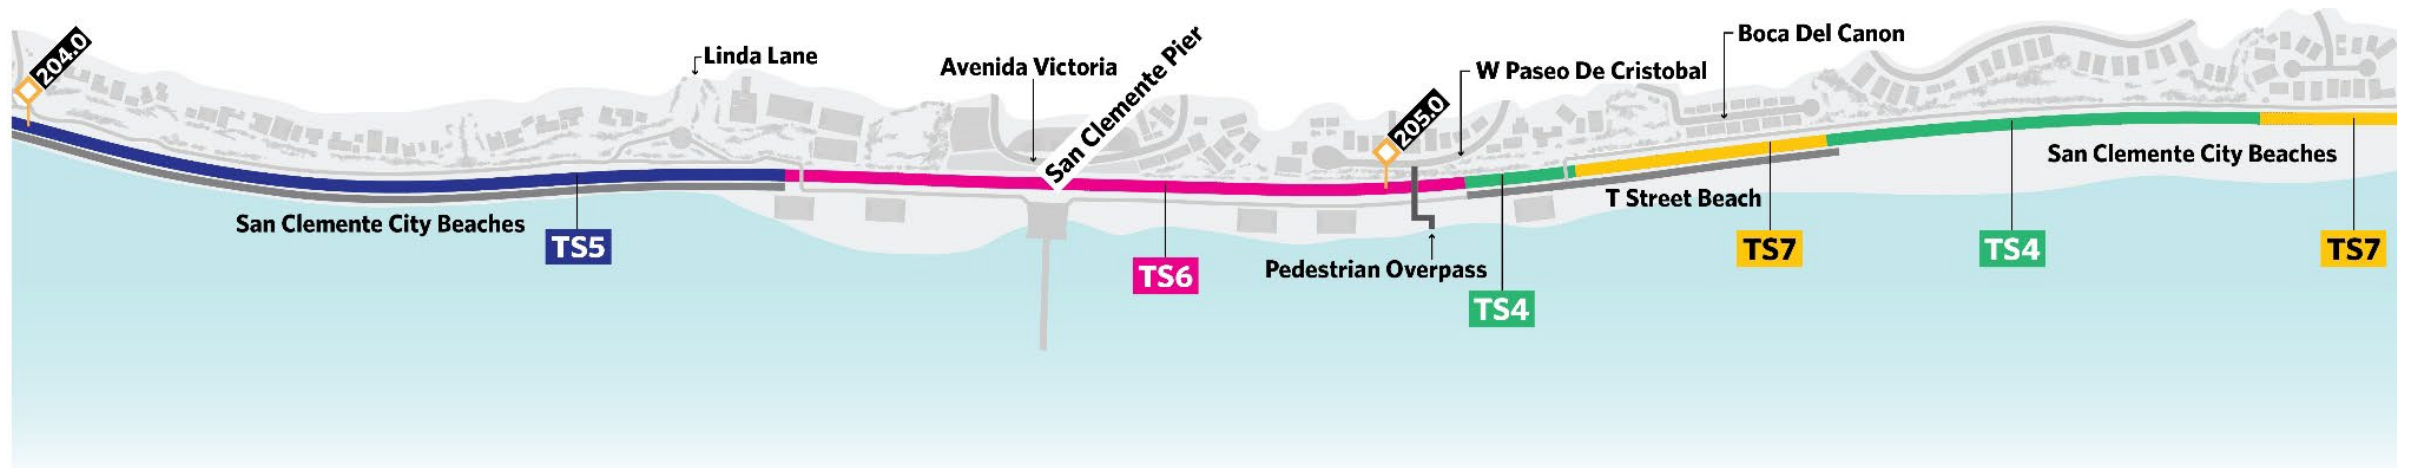 204.0
Linda Lane
Avenida Victoria
San Clemente Pier
205.0
W Paseo De Cristobal
Boca Del Canon
San Clemente City Beaches
TS5
TS6
Pedestrian Overpass
TS4
T Street Beach
TS7
TS4
San Clemente City Beaches
TS7